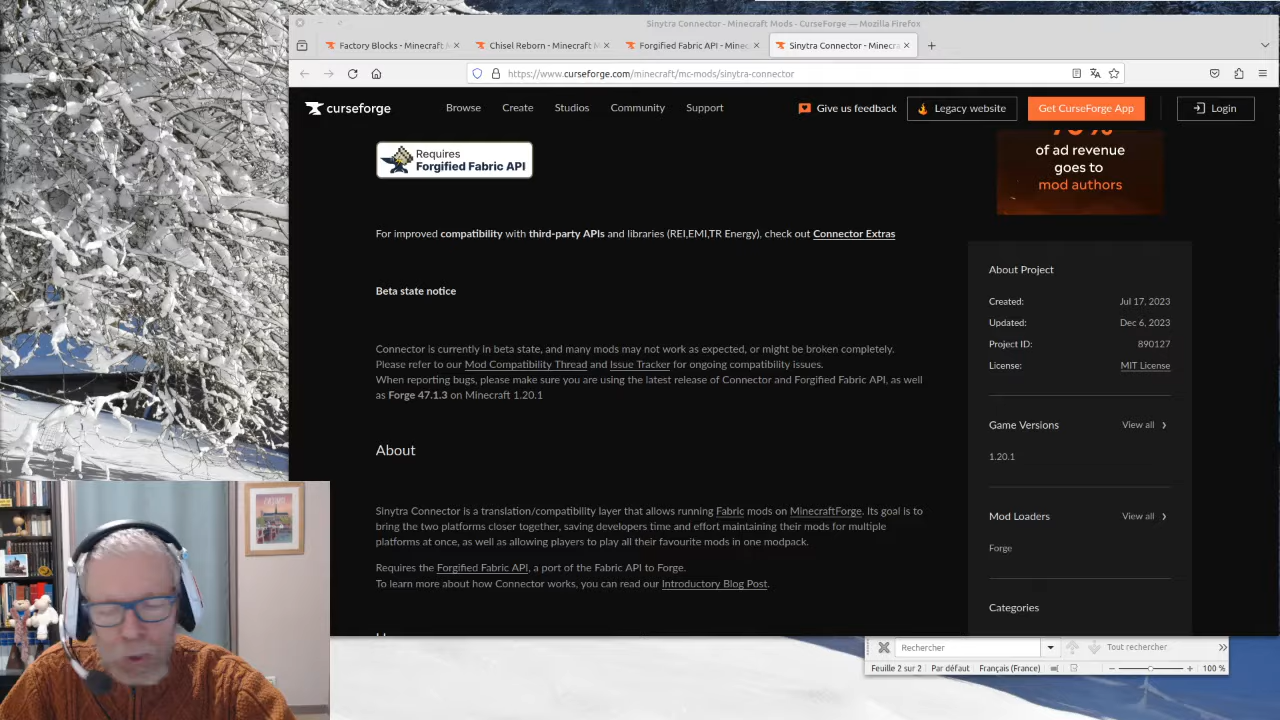 Sinytra Connector - Minecraft Mods - CurseForge — Mozilla Firefox
Factory Blocks - Minecraft M
Chisel Reborn - Minecraft M
Forgified Fabric API - Minec
Sinytra Connector - Minecra
https://www.curseforge.com/minecraft/mc-mods/sinytra-connector
curseforge
Browse
Create
Studios
Community
Support
Give us feedback
Legacy website
Get CurseForge App
Login
Requires
Forgified Fabric API
of ad revenue
goes to
mod authors
For improved compatibility with third-party APIs and libraries (REI,EMI,TR Energy), check out Connector Extras
Beta state notice
Connector is currently in beta state, and many mods may not work as expected, or might be broken completely.
Please refer to our Mod Compatibility Thread and Issue Tracker for ongoing compatibility issues.
When reporting bugs, please make sure you are using the latest release of Connector and Forgified Fabric API, as well
as Forge 47.1.3 on Minecraft 1.20.1
About
Sinytra Connector is a translation/compatibility layer that allows running Fabric mods on MinecraftForge. Its goal is to
bring the two platforms closer together, saving developers time and effort maintaining their mods for multiple
platforms at once, as well as allowing players to play all their favourite mods in one modpack.
Requires the Forgified Fabric API, a part of the Fabric API to Forge.
To learn more about how Connector works, you can read our Introductory Blog Post.
About Project
Created: Jul 17, 2023
Updated: Dec 6, 2023
Project ID: 890127
License: MIT License
Game Versions View all
1.20.1
Mod Loaders View all
Forge
Categories
Rechercher
Tout rechercher
Feuille 2 sur 2
Par défaut
Français (France)
100 %